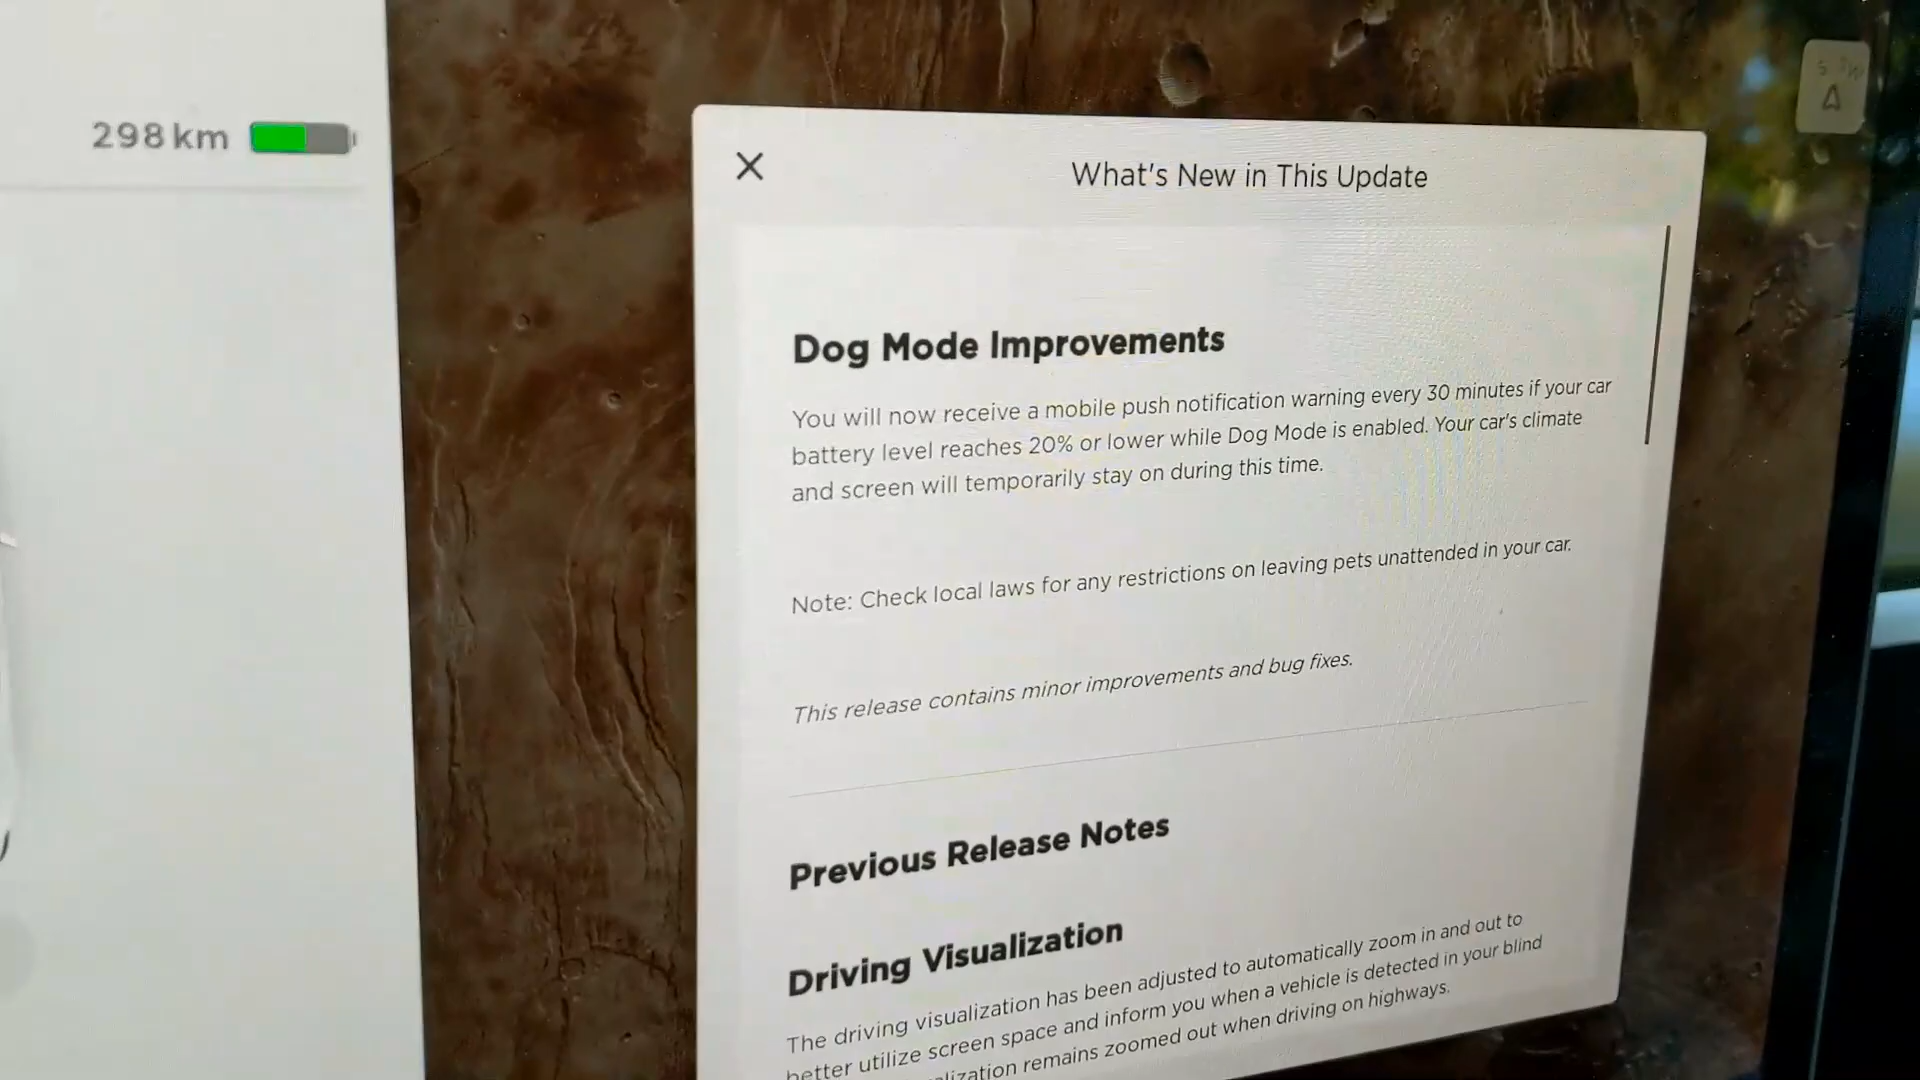 298 km
What's New in This Update
Dog Mode Improvements
You will now receive a mobile push notification warning every 30 minutes if your car
battery level reaches 20% or lower while Dog Mode is enabled. Your car's climate
and screen will temporarily stay on during this time.
Note: Check local laws for any restrictions on leaving pets unattended in your car.
This release contains minor improvements and bug fixes.
Previous Release Notes
Driving Visualization
The driving visualization has been adjusted to automatically zoom in and out to
better utilize screen space and inform you when a vehicle is detected in your blind
remains zoomed out when driving on highways.